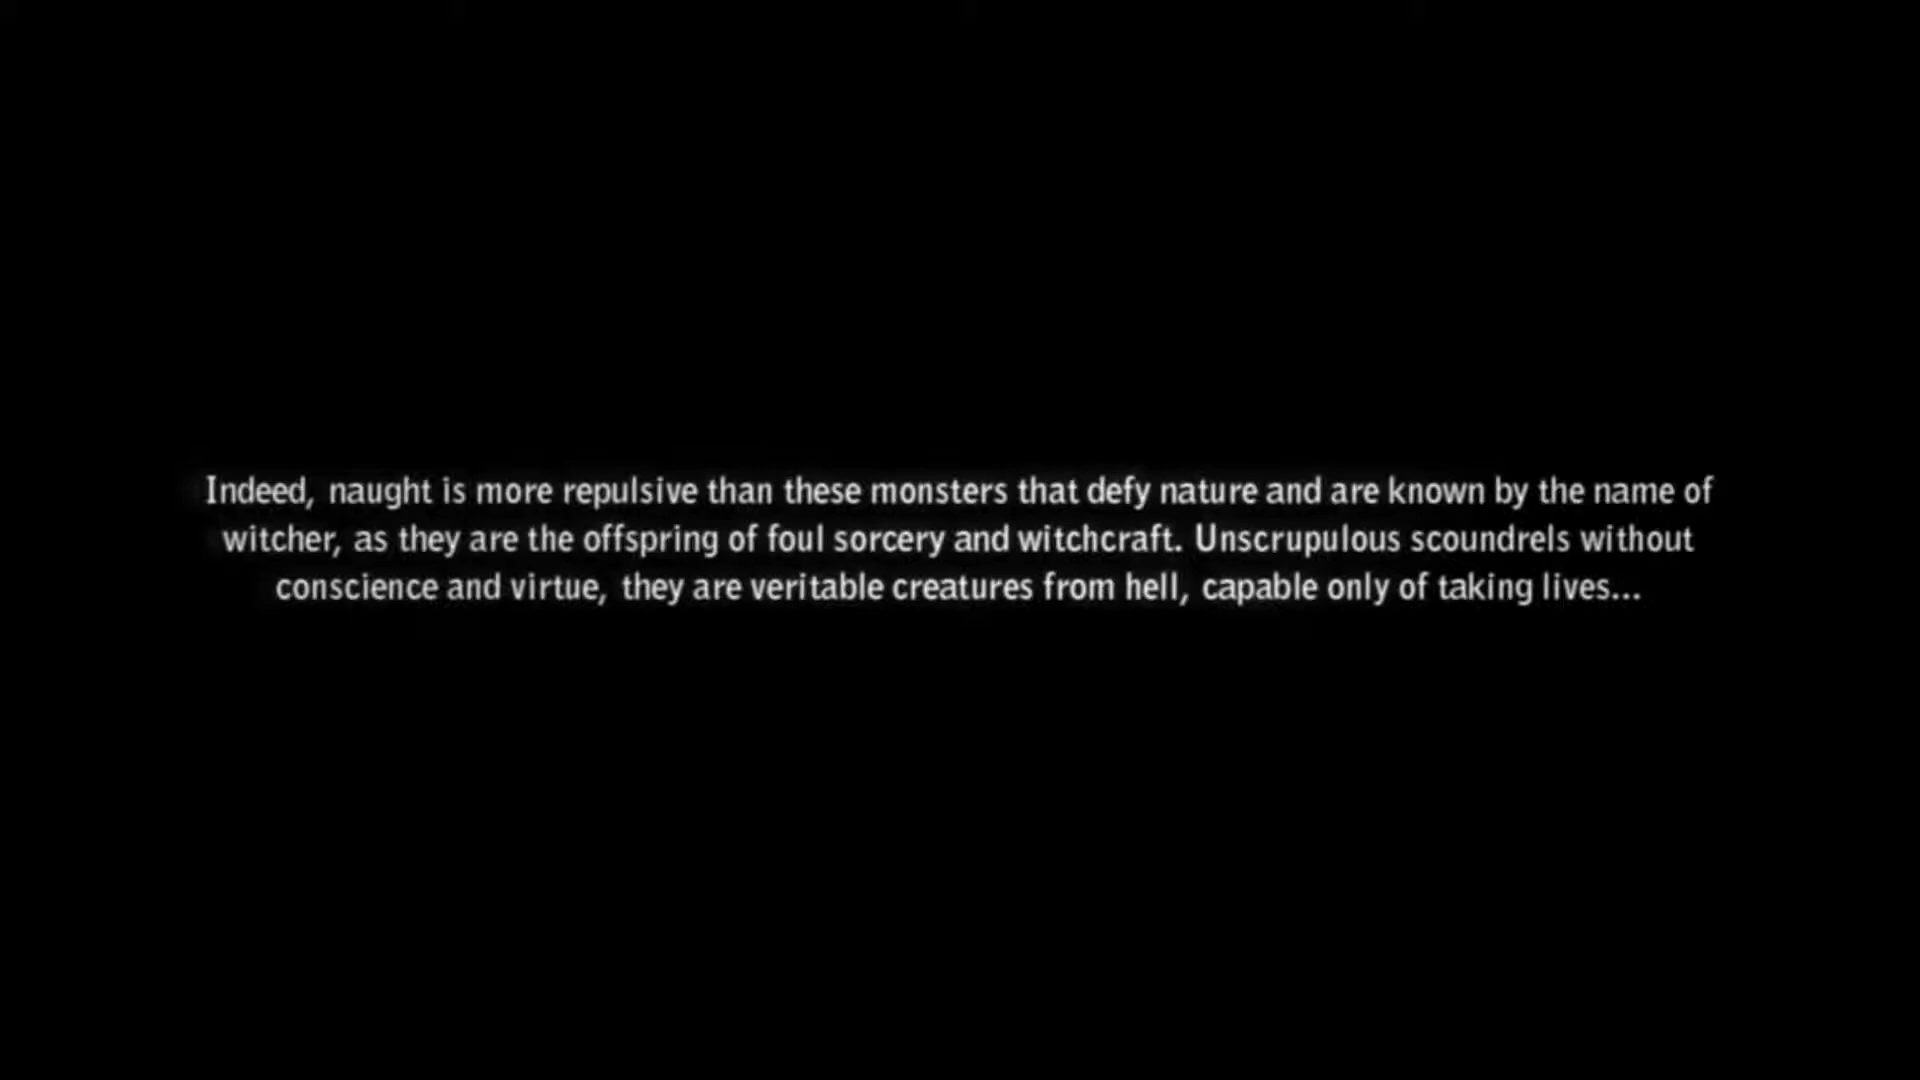 Indeed, naught is more repulsive than these monsters that defy nature and are known by the name of
witcher, as they are the offspring of foul sorcery and witchcraft. Unscrupulous scoundrels without
conscience and virtue, they are veritable creatures from hell, capable only of taking lives...